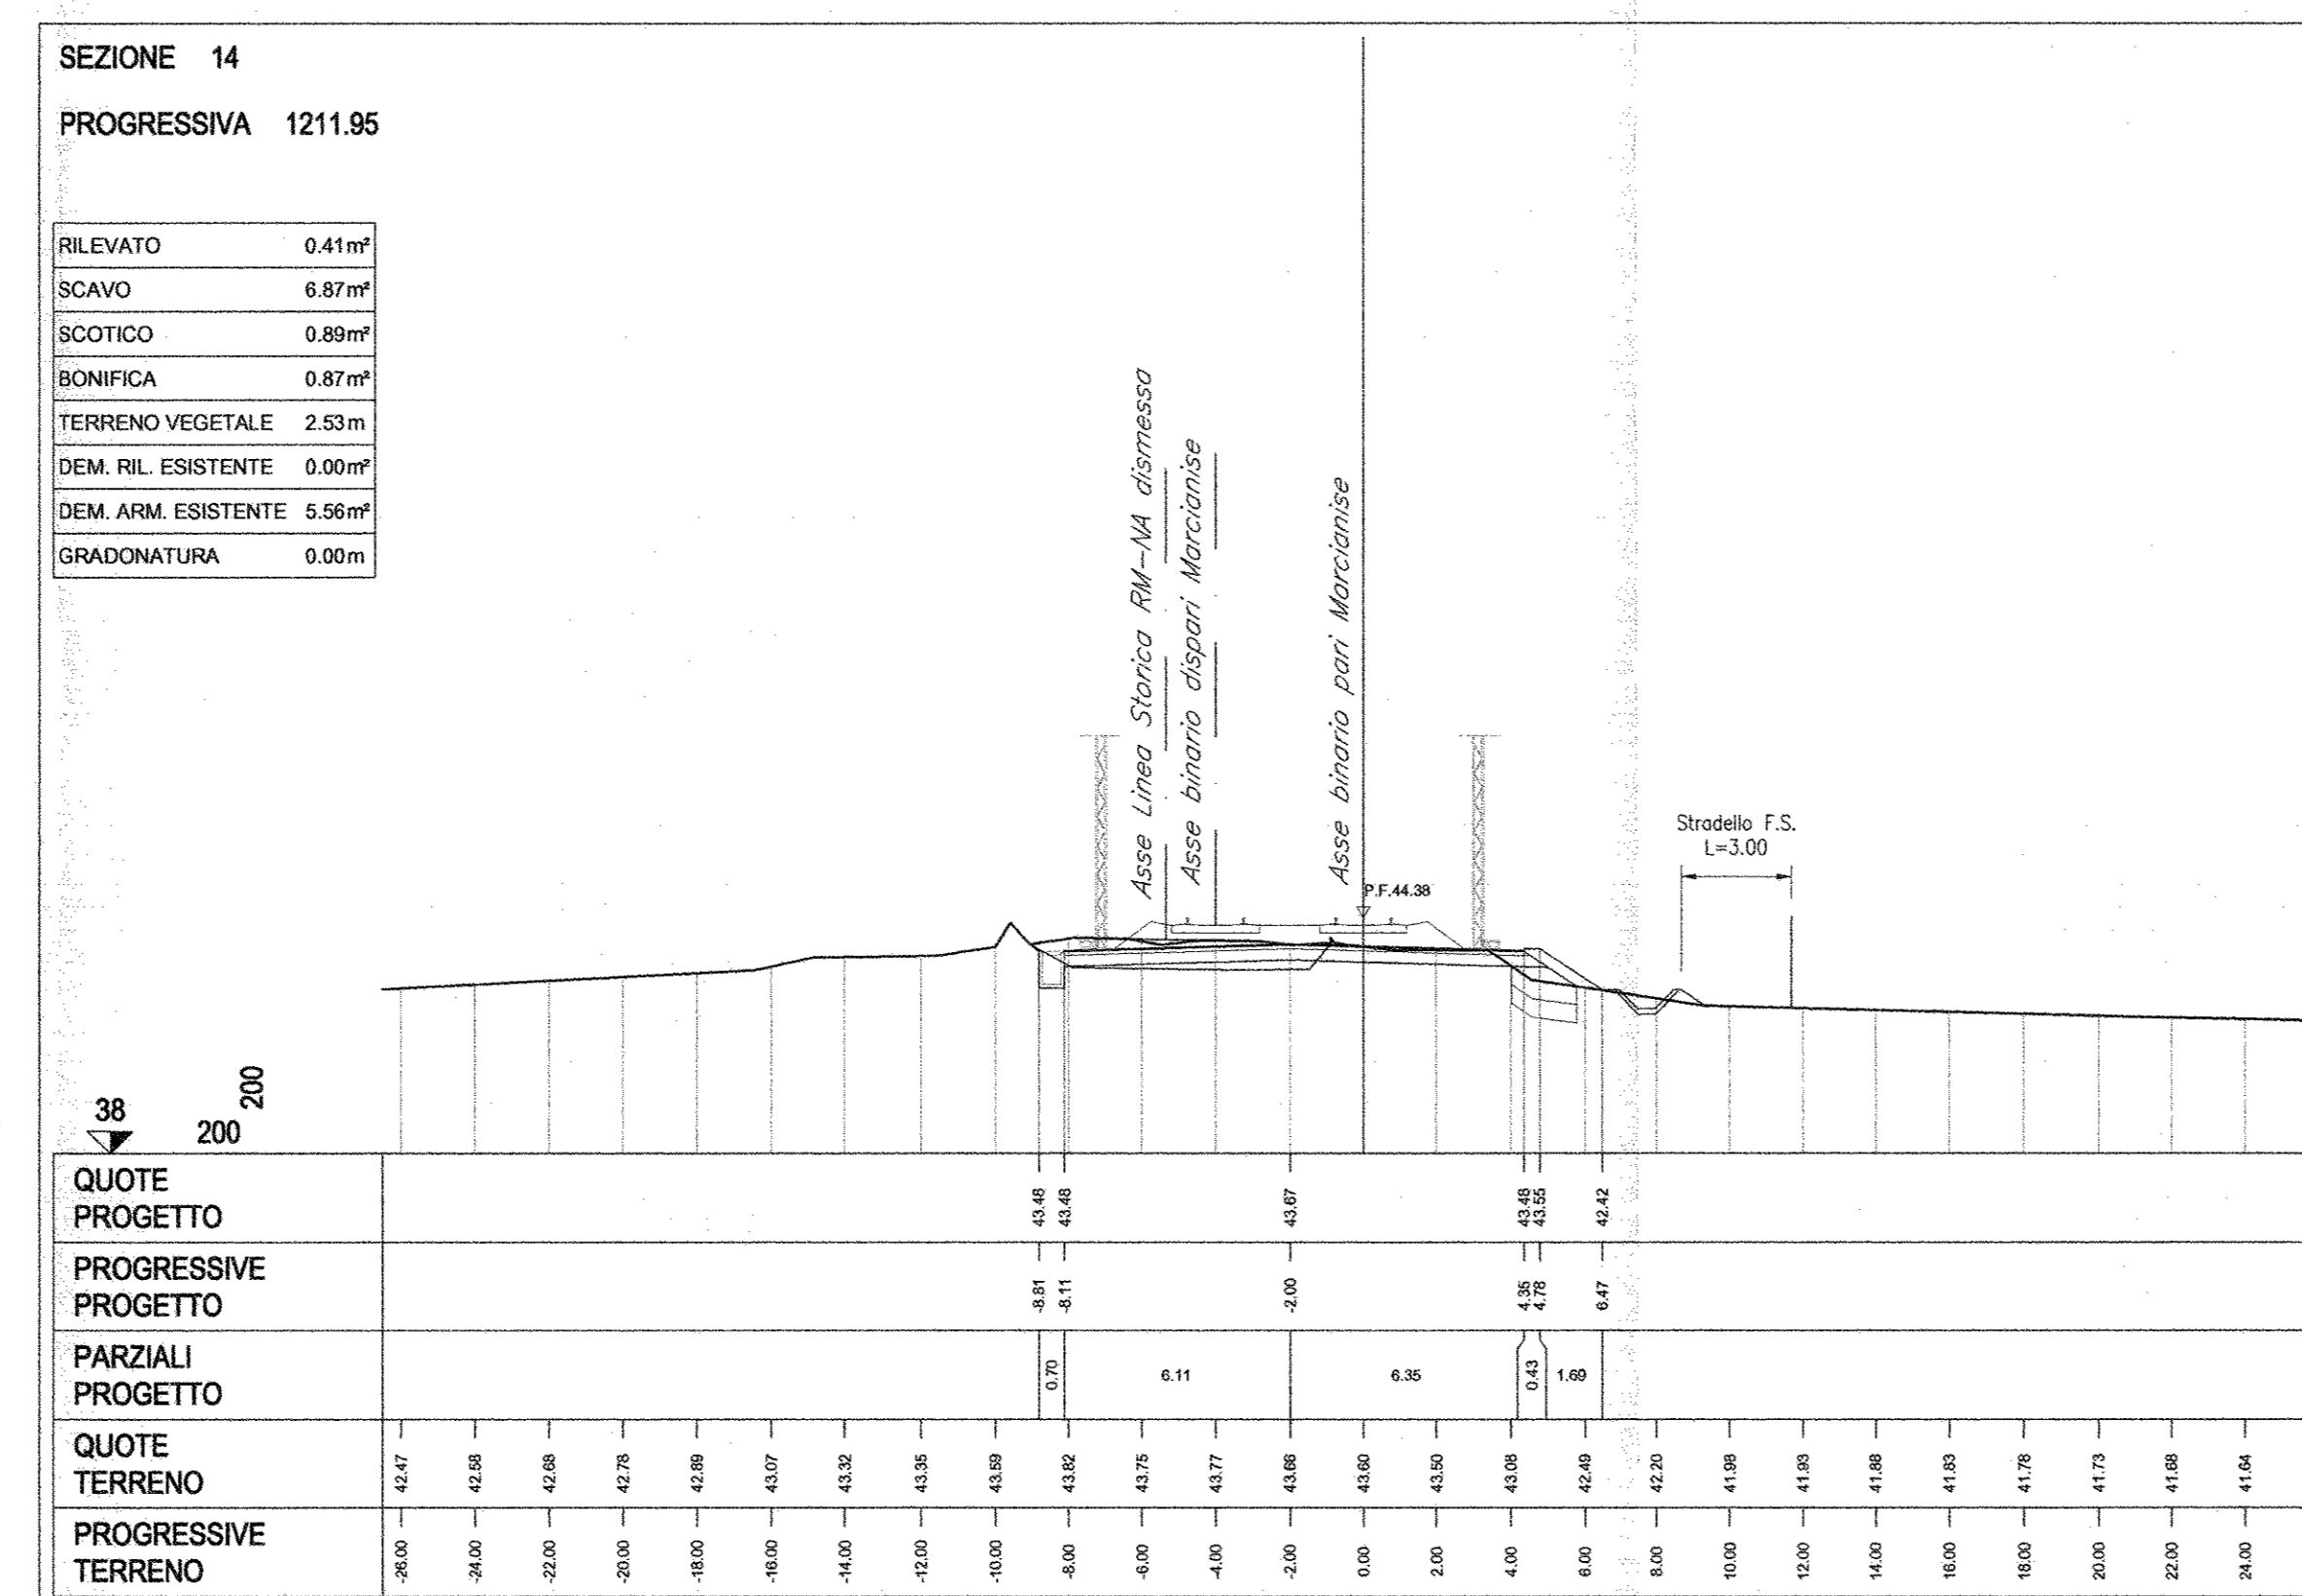 SEZIONE 14
PROGRESSIVA 1211.95
RILEVATO 0.41m²
SCAVO 6.87m²
SCOTICO 0.89m²
BONIFICA 0.87m²
TERRENO VEGETALE 2.53m
DEM. RIL. ESISTENTE 0.00m²
DEM. ARM. ESISTENTE 5.56m²
GRADONATURA 0.00m
Asse Linea Storica RM-NA dismessa
Asse binario dispari Marcianise
Asse binario pari Marcianise
P.F.44.38
Stradello F.S.
L=3.00
38
200
200
QUOTE PROGETTO 43.48 43.48 43.67 43.48 43.55 42.42
PROGRESSIVE PROGETTO -8.81 -8.11 -2.00 4.35 4.78 6.47
PARZIALI PROGETTO 0.70 6.11 6.35 0.43 1.69
QUOTE TERRENO 42.47 42.58 42.68 42.78 42.89 43.07 43.32 43.35 43.59 43.82 43.75 43.77 43.66 43.60 43.50 43.08 42.49 42.20 41.98 41.93 41.88 41.83 41.78 41.73 41.68 41.64
PROGRESSIVE TERRENO -26.00 -24.00 -22.00 -20.00 -18.00 -16.00 -14.00 -12.00 -10.00 -8.00 -6.00 -4.00 -2.00 0.00 2.00 4.00 6.00 8.00 10.00 12.00 14.00 16.00 18.00 20.00 22.00 24.00